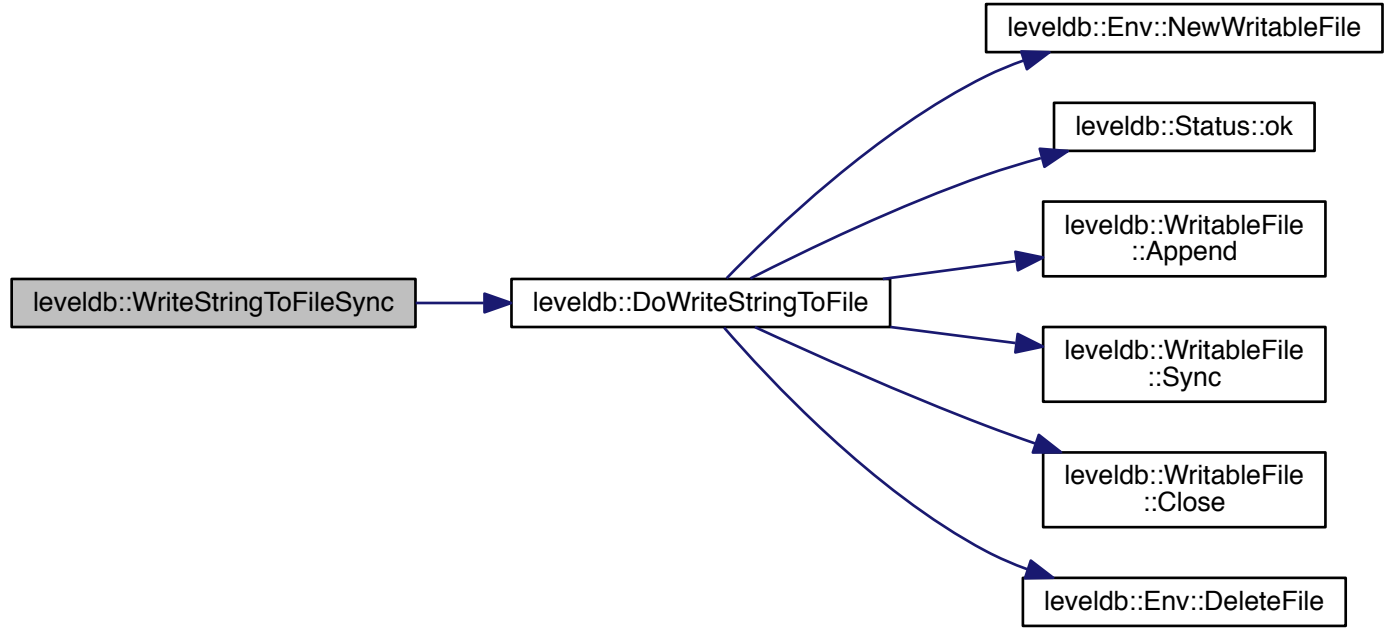 leveldb::WriteStringToFileSync
leveldb::DoWriteStringToFile
leveldb::Env::NewWritableFile
leveldb::Status::ok
leveldb::WritableFile
::Append
leveldb::WritableFile
::Sync
leveldb::WritableFile
::Close
leveldb::Env::DeleteFile